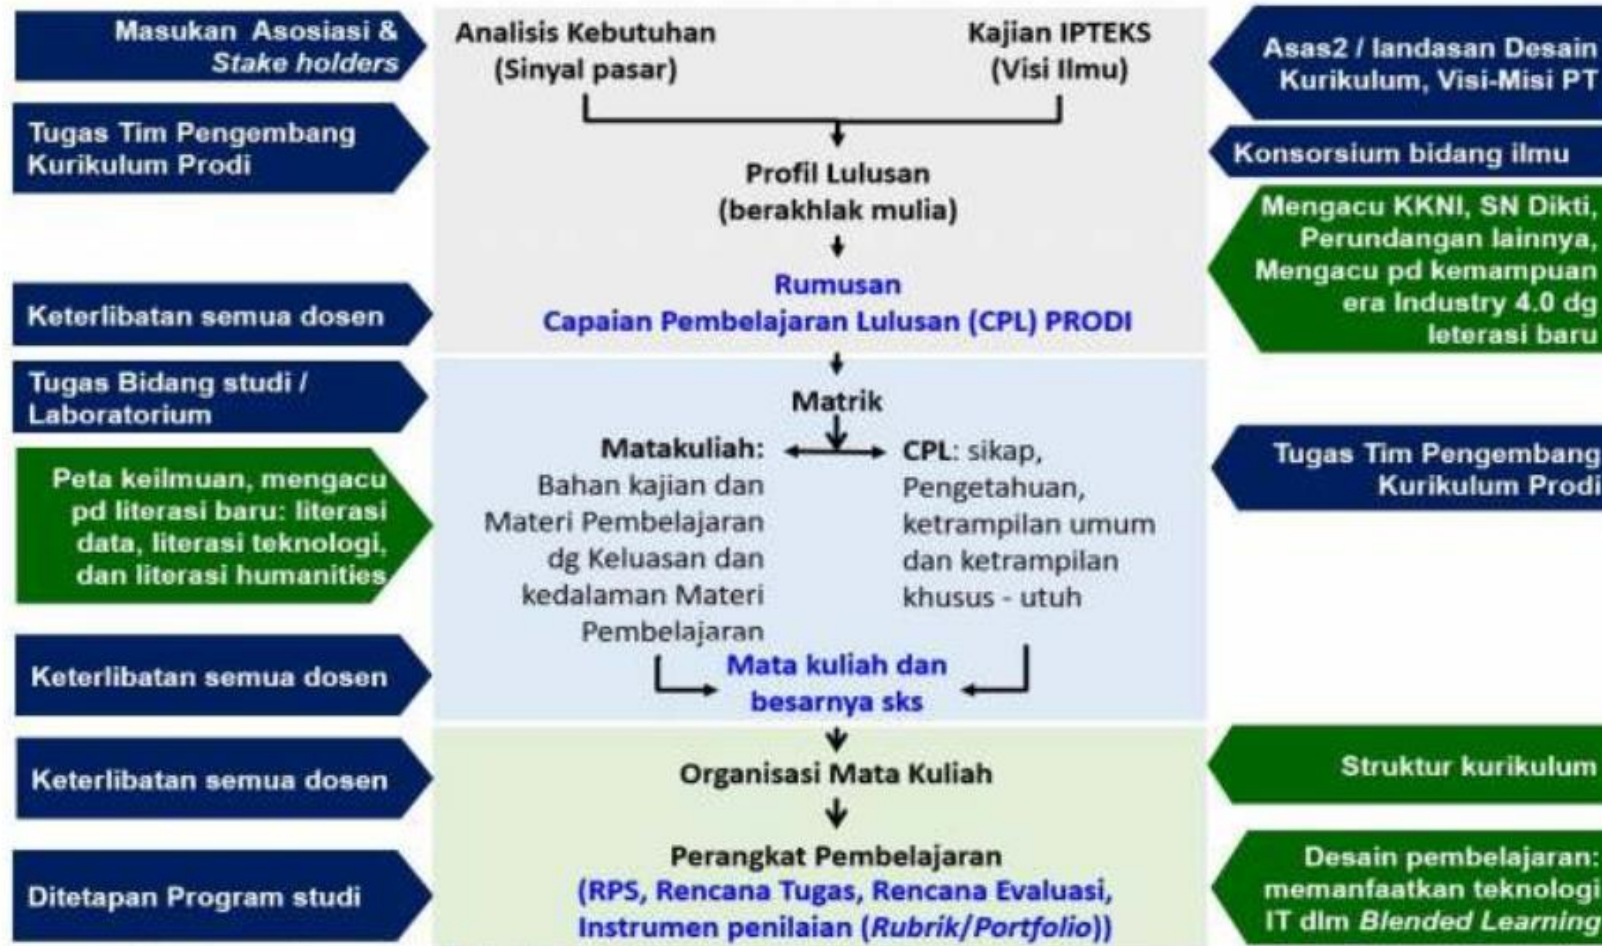 Masukan Asosiasi &
Stake holders
Analisis Kebutuhan
(Sinyal pasar)
Kajian IPTEKS
(Visi Ilmu)
Asas2 / landasan Desain
Kurikulum, Visi-Misi PT
Tugas Tim Pengembang
Kurikulum Prodi
Konsorsium bidang ilmu
Profil Lulusan
(berakhlak mulia)
Mengacu KKNI, SN Dikti,
Perundangan lainnya,
Mengacu pd kemampuan
era Industry 4.0 dg
leterasi baru
Keterlibatan semua dosen
Rumusan
Capaian Pembelajaran Lulusan (CPL) PRODI
Tugas Bidang studi /
Laboratorium
Matrik
Peta keilmuan, mengacu
pd literasi baru: literasi
data, literasi teknologi,
dan literasi humanities
Matakuliah:
Bahan kajian dan
Materi Pembelajaran
dg Keluasan dan
kedalaman Materi
Pembelajaran
CPL: sikap,
Pengetahuan,
ketrampilan umum
dan ketrampilan
khusus - utuh
Tugas Tim Pengembang
Kurikulum Prodi
Keterlibatan semua dosen
Mata kuliah dan
besarnya sks
Keterlibatan semua dosen
Organisasi Mata Kuliah
Struktur kurikulum
Ditetapan Program studi
Perangkat Pembelajaran
(RPS, Rencana Tugas, Rencana Evaluasi,
Instrumen penilaian (Rubrik/Portfolio))
Desain pembelajaran:
memanfaatkan teknologi
IT dlm Blended Learning